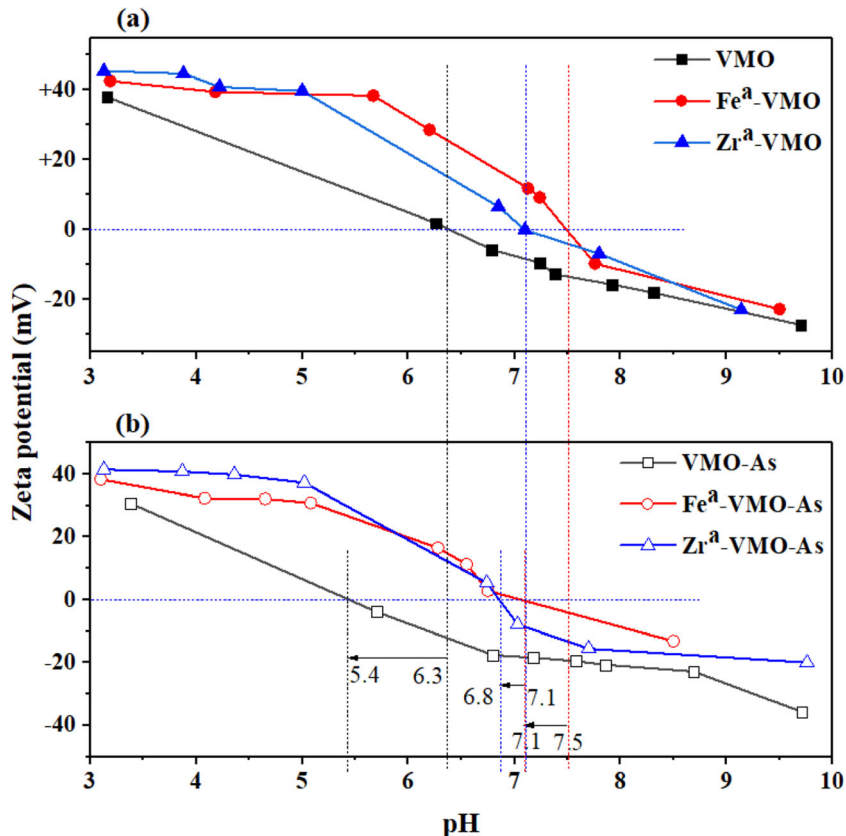 (a)
VMO
Feᵃ-VMO
Zrᵃ-VMO
+40
+20
0
-20
3 4 5 6 7 8 9 10
Zeta potential (mV)
(b)
VMO-As
Feᵃ-VMO-As
Zrᵃ-VMO-As
40
20
0
-20
-40
5.4 6.3
6.8 7.1
7.1 7.5
3 4 5 6 7 8 9 10
pH